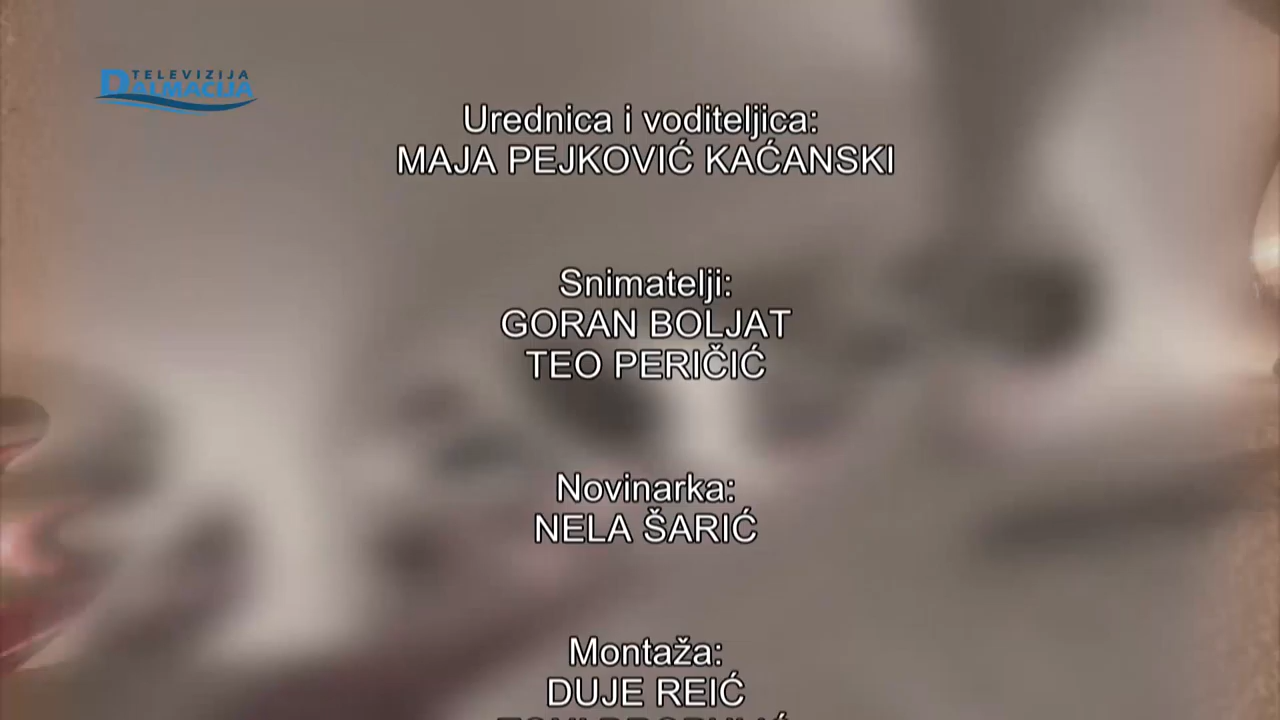 TELEVIZIJA
DALMACIJA
Urednica i voditeljica:
MAJA PEJKOVIĆ KAĆANSKI
Snimatelji:
GORAN BOLJAT
TEO PERIČIĆ
Novinarka:
NELA ŠARIĆ
Montaža:
DUJE REIĆ